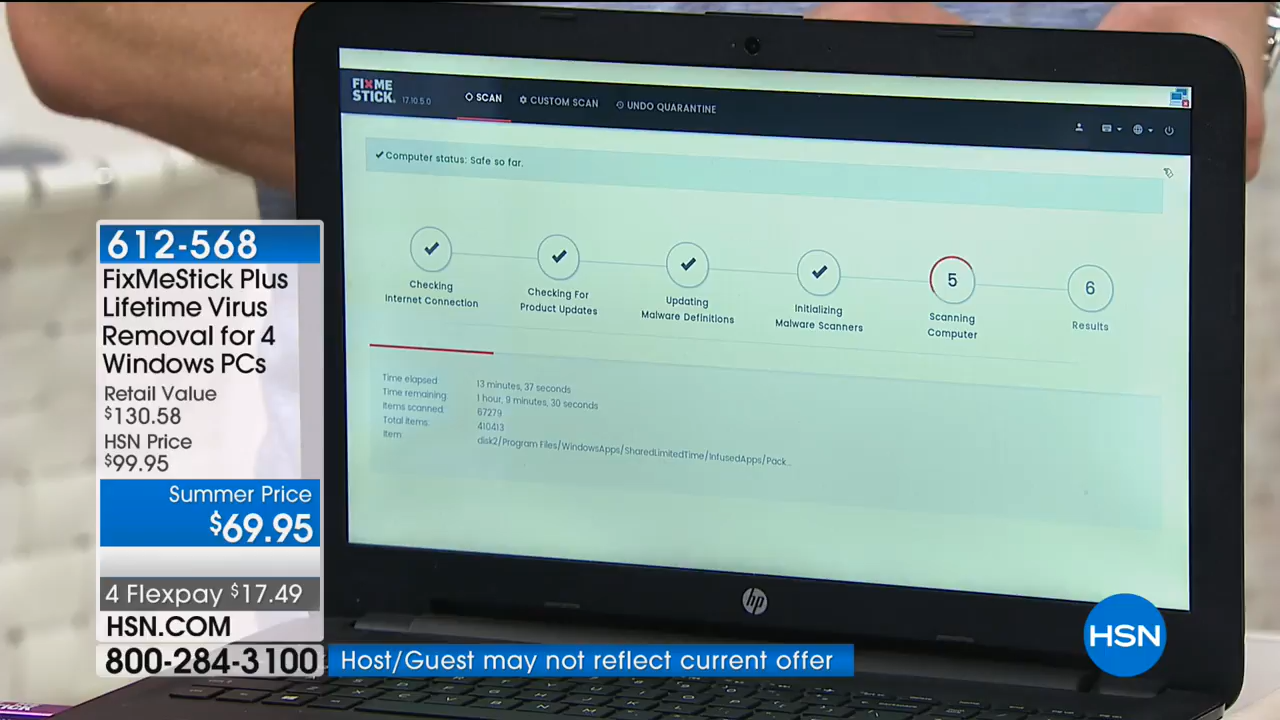 FIXME
STICK. 17.10.5.0
SCAN
CUSTOM SCAN
UNDO QUARANTINE
Computer status: Safe so far.
Checking
Internet Connection
Checking For
Product Updates
Updating
Malware Definitions
Initializing
Malware Scanners
5
Scanning
Computer
6
Results
Time elapsed 13 minutes, 37 seconds
Time remaining: 1 hour, 9 minutes, 30 seconds
Items scanned: 67279
Total items: 410413
Item: disk2/Program Files/WindowsApps/SharedLimitedTime/InfusedApps/Pack...
hp
612-568
FixMeStick Plus
Lifetime Virus
Removal for 4
Windows PCs
Retail Value
$130.58
HSN Price
$99.95
Summer Price
$69.95
4 Flexpay $17.49
HSN.COM
800-284-3100
Host/Guest may not reflect current offer
HSN